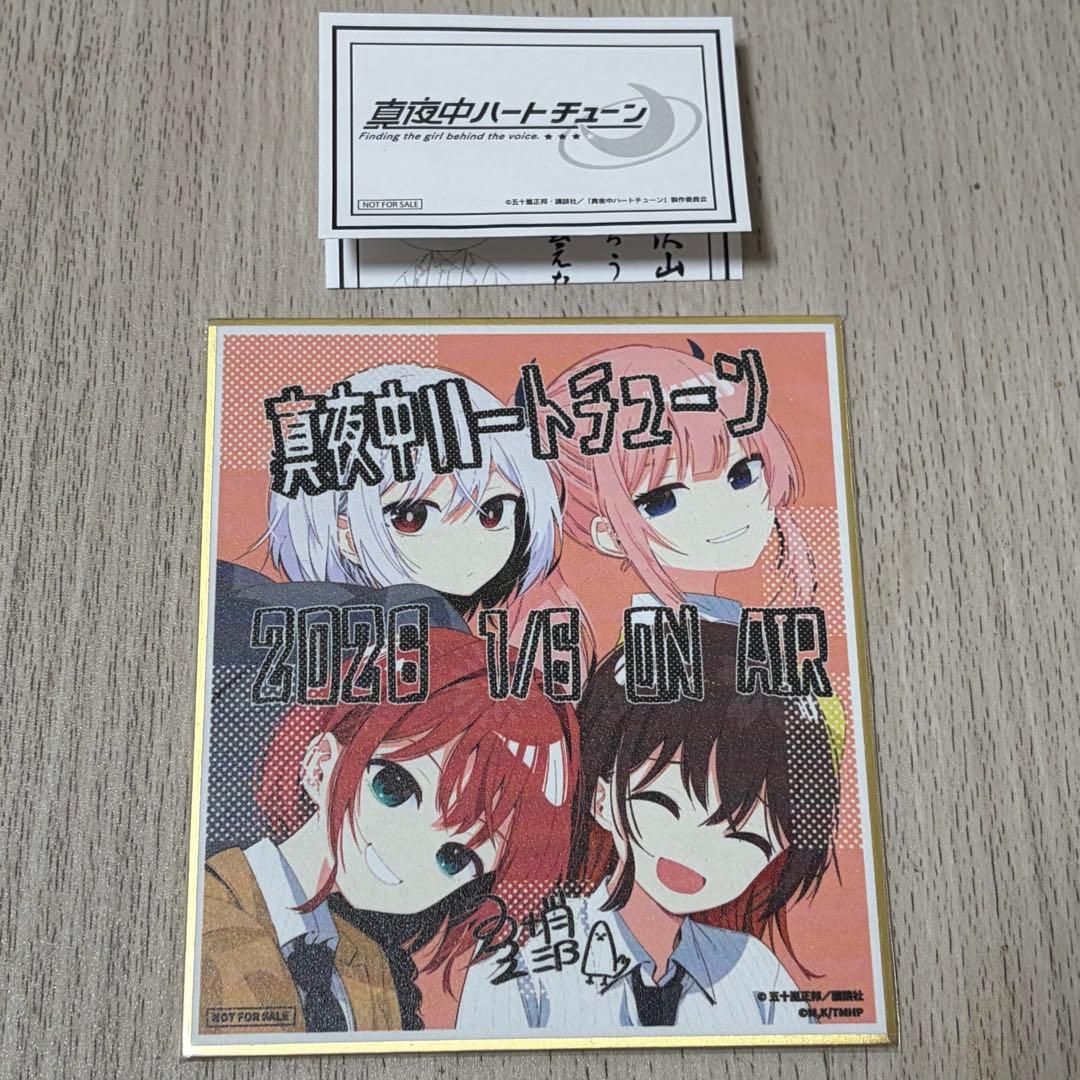 真夜中ハートチューン
Finding the girl behind the voice.
NOT FOR SALE
©五十嵐正邦・講談社／「真夜中ハートチューン」製作委員会
真夜中ハートチューン
2026 1/6 ON AIR
NOT FOR SALE
©五十嵐正邦／講談社
©M,K/TMHP